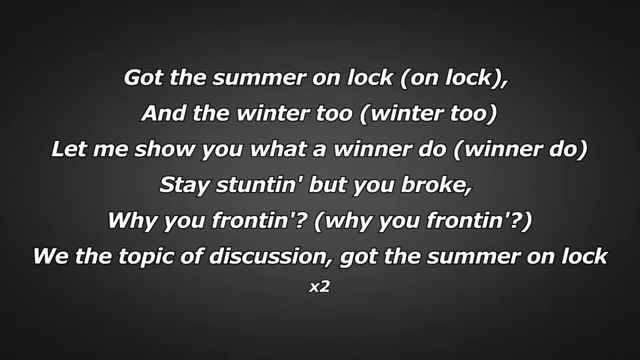 Got the summer on lock (on lock),
And the winter too (winter too)
Let me show you what a winner do (winner do)
Stay stuntin' but you broke,
Why you frontin'? (why you frontin'?)
We the topic of discussion, got the summer on lock
x2